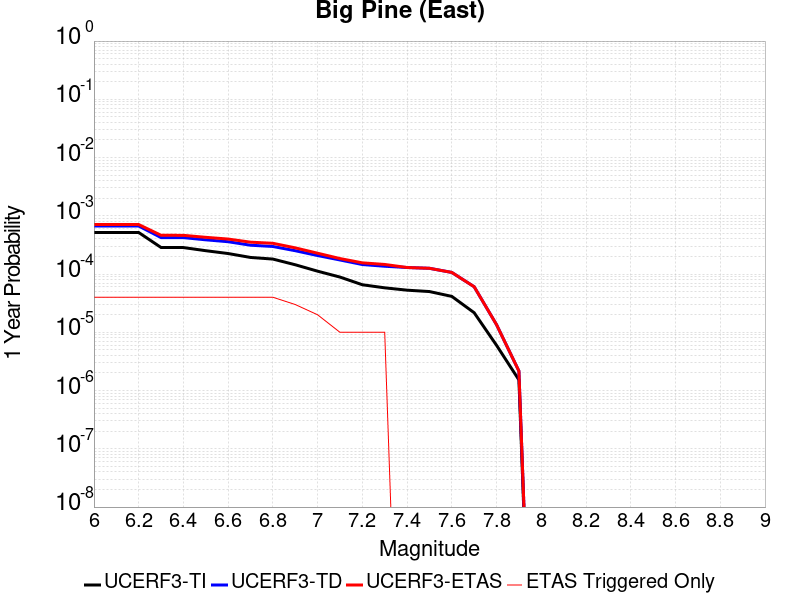 Big Pine (East)
1 Year Probability
10^0
10^-1
10^-2
10^-3
10^-4
10^-5
10^-6
10^-7
10^-8
6 6.2 6.4 6.6 6.8 7 7.2 7.4 7.6 7.8 8 8.2 8.4 8.6 8.8 9
Magnitude
UCERF3-TI UCERF3-TD UCERF3-ETAS ETAS Triggered Only